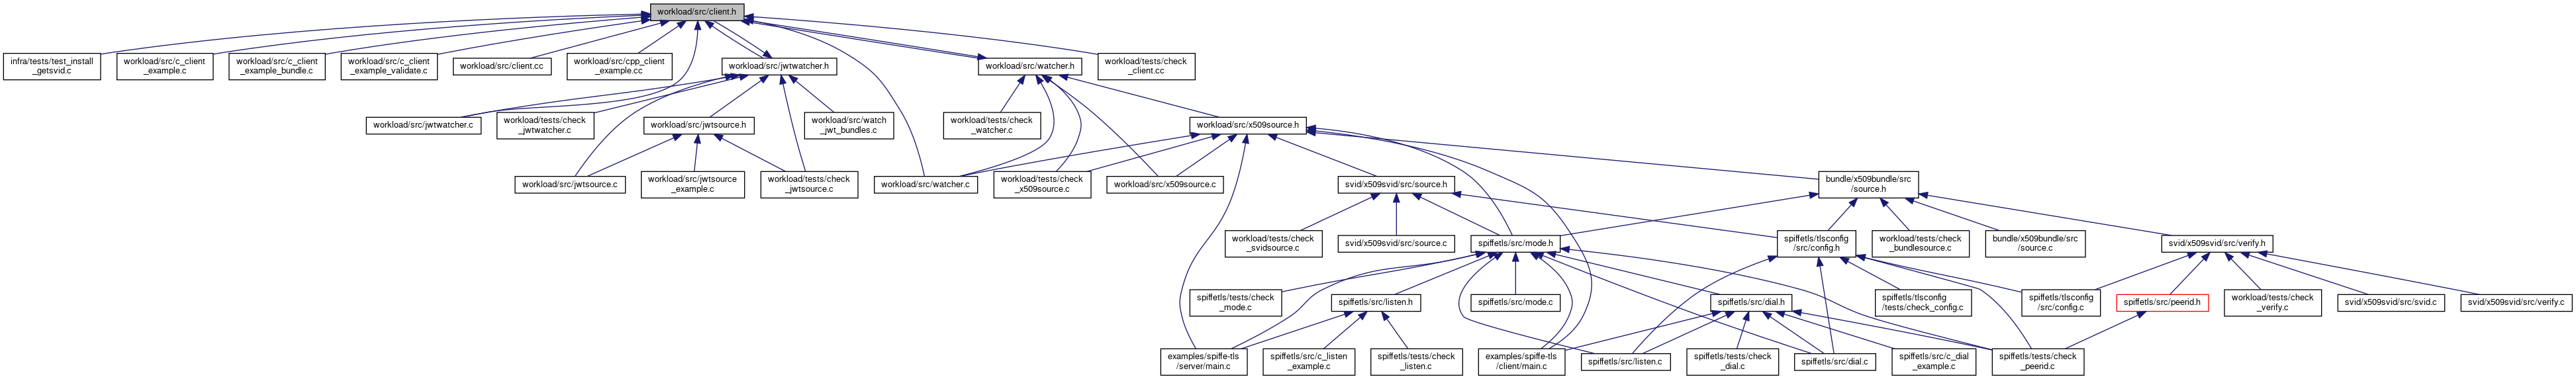 workload/src/client.h
infra/tests/test_install
_getsvid.c
workload/src/c_client
_example.c
workload/src/c_client
_example_bundle.c
workload/src/c_client
_example_validate.c
workload/src/client.cc
workload/src/cpp_client
_example.cc
workload/src/jwtwatcher.h
workload/src/watcher.h
workload/tests/check
_client.cc
workload/src/jwtwatcher.c
workload/tests/check
_jwtwatcher.c
workload/src/jwtsource.h
workload/src/watch
_jwt_bundles.c
workload/tests/check
_watcher.c
workload/src/x509source.h
workload/src/jwtsource.c
workload/src/jwtsource
_example.c
workload/tests/check
_jwtsource.c
workload/src/watcher.c
workload/tests/check
_x509source.c
workload/src/x509source.c
svid/x509svid/src/source.h
bundle/x509bundle/src
/source.h
workload/tests/check
_svidsource.c
svid/x509svid/src/source.c
spiffetls/src/mode.h
spiffetls/tlsconfig
/src/config.h
workload/tests/check
_bundlesource.c
bundle/x509bundle/src
/source.c
svid/x509svid/src/verify.h
spiffetls/tests/check
_mode.c
spiffetls/src/listen.h
spiffetls/src/mode.c
spiffetls/src/dial.h
spiffetls/tlsconfig
/tests/check_config.c
spiffetls/tlsconfig
/src/config.c
spiffetls/src/peerid.h
workload/tests/check
_verify.c
svid/x509svid/src/svid.c
svid/x509svid/src/verify.c
examples/spiffe-tls
/server/main.c
spiffetls/src/c_listen
_example.c
spiffetls/tests/check
_listen.c
examples/spiffe-tls
/client/main.c
spiffetls/src/listen.c
spiffetls/tests/check
_dial.c
spiffetls/src/dial.c
spiffetls/src/c_dial
_example.c
spiffetls/tests/check
_peerid.c